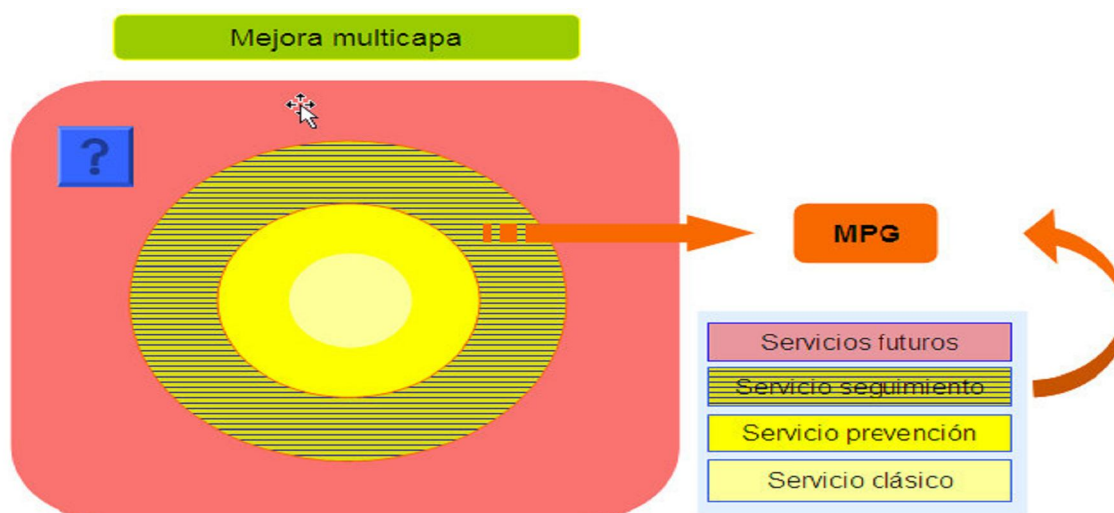 Mejora multicapa
?
MPG
Servicios futuros
Servicio seguimiento
Servicio prevención
Servicio clásico